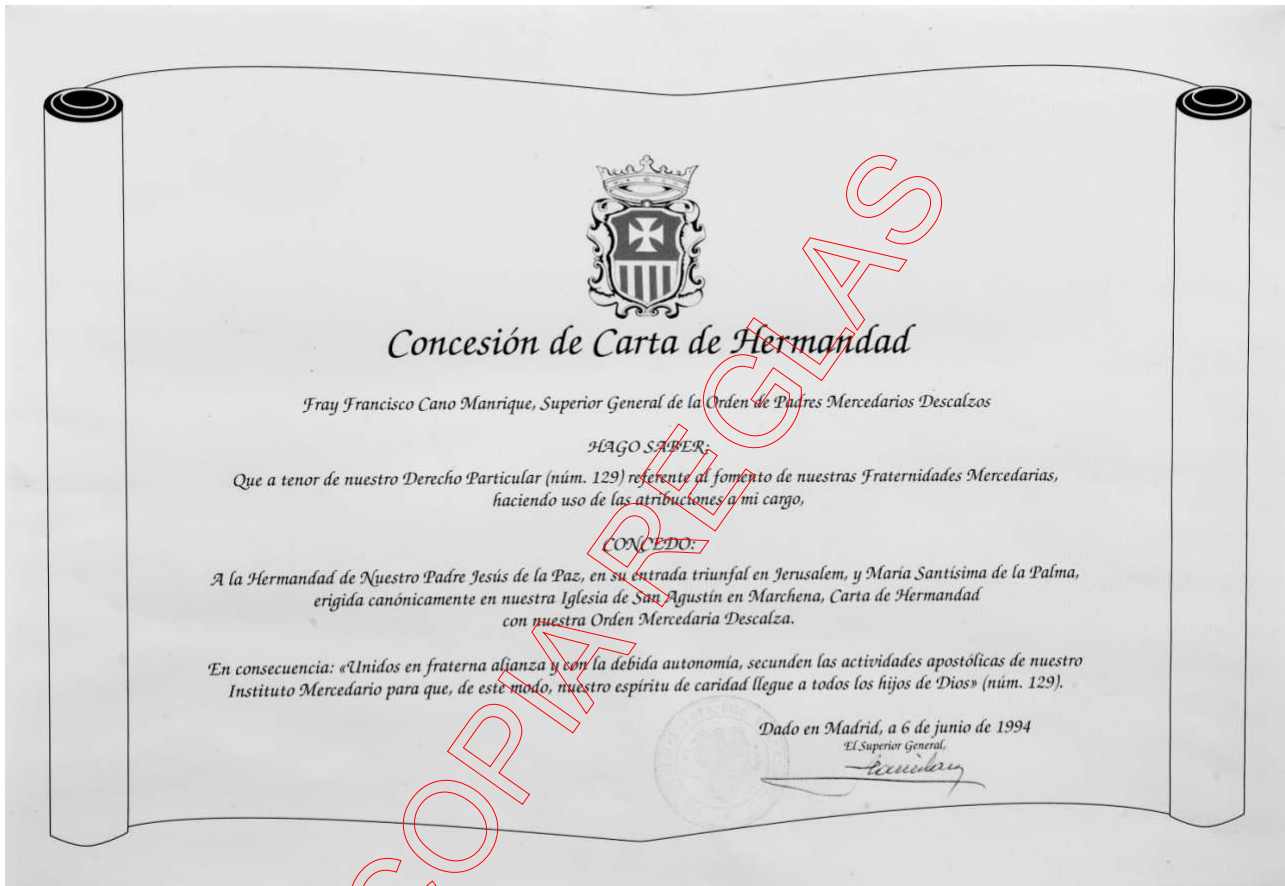 Concesión de Carta de Hermandad
Fray Francisco Cano Manrique, Superior General de la Orden de Padres Mercedarios Descalzos
HAGO SABER:
Que a tenor de nuestro Derecho Particular (núm. 129) referente al fomento de nuestras Fraternidades Mercedarias,
haciendo uso de las atribuciones a mi cargo,
CONCEDO:
A la Hermandad de Nuestro Padre Jesús de la Paz, en su entrada triunfal en Jerusalem, y María Santísima de la Palma,
erigida canónicamente en nuestra Iglesia de San Agustín en Marchena, Carta de Hermandad
con nuestra Orden Mercedaria Descalza.
En consecuencia: «Unidos en fraterna alianza y con la debida autonomía, secunden las actividades apostólicas de nuestro
Instituto Mercedario para que, de este modo, nuestro espíritu de caridad llegue a todos los hijos de Dios» (núm. 129).
Dado en Madrid, a 6 de junio de 1994
El Superior General,
COPIA REGLAS